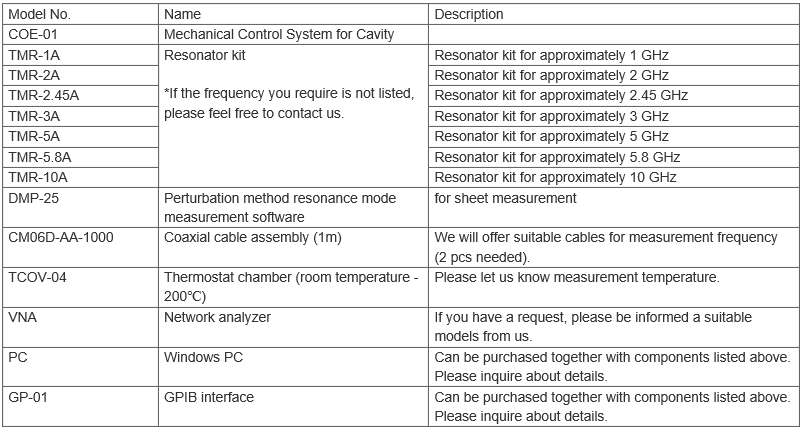 Model No. Name Description
COE-01 Mechanical Control System for Cavity
TMR-1A Resonator kit Resonator kit for approximately 1 GHz
TMR-2A Resonator kit for approximately 2 GHz
TMR-2.45A *If the frequency you require is not listed, Resonator kit for approximately 2.45 GHz
TMR-3A please feel free to contact us. Resonator kit for approximately 3 GHz
TMR-5A Resonator kit for approximately 5 GHz
TMR-5.8A Resonator kit for approximately 5.8 GHz
TMR-10A Resonator kit for approximately 10 GHz
DMP-25 Perturbation method resonance mode for sheet measurement
measurement software
CM06D-AA-1000 Coaxial cable assembly (1m) We will offer suitable cables for measurement frequency
(2 pcs needed).
TCOV-04 Thermostat chamber (room temperature - Please let us know measurement temperature.
200℃)
VNA Network analyzer If you have a request, please be informed a suitable
models from us.
PC Windows PC Can be purchased together with components listed above.
Please inquire about details.
GP-01 GPIB interface Can be purchased together with components listed above.
Please inquire about details.